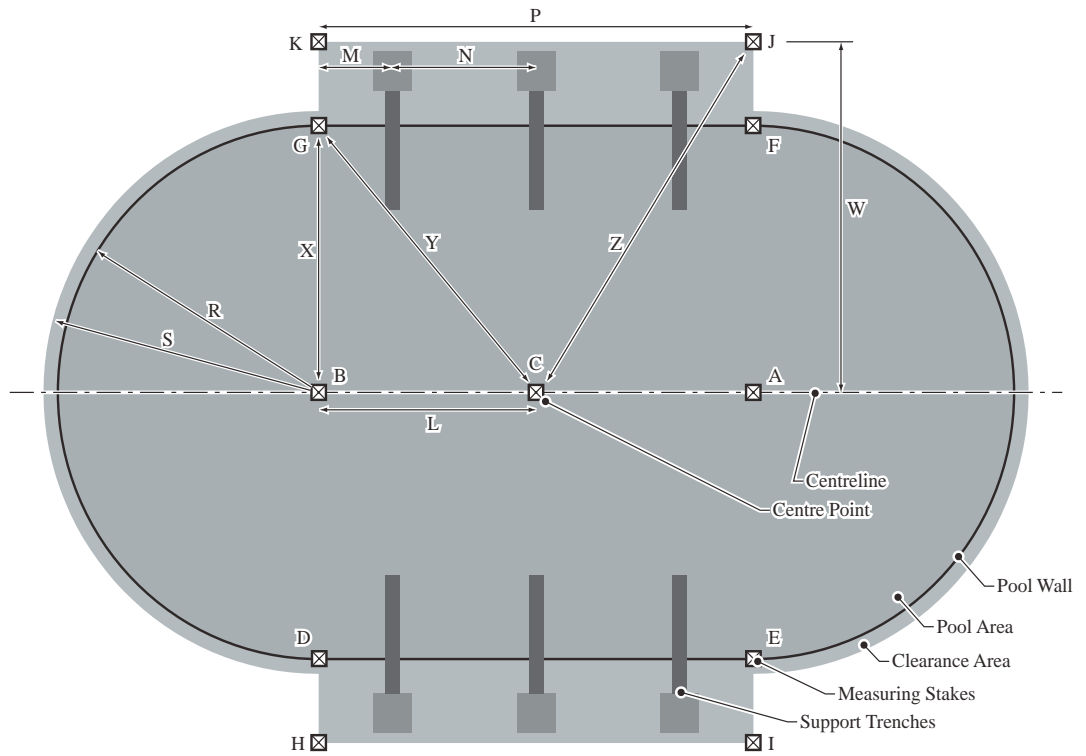 P
K
J
M
N
G
F
W
X
Y
Z
R
S
B
C
A
L
Centreline
Centre Point
Pool Wall
Pool Area
D
E
Clearance Area
Measuring Stakes
Support Trenches
H
I